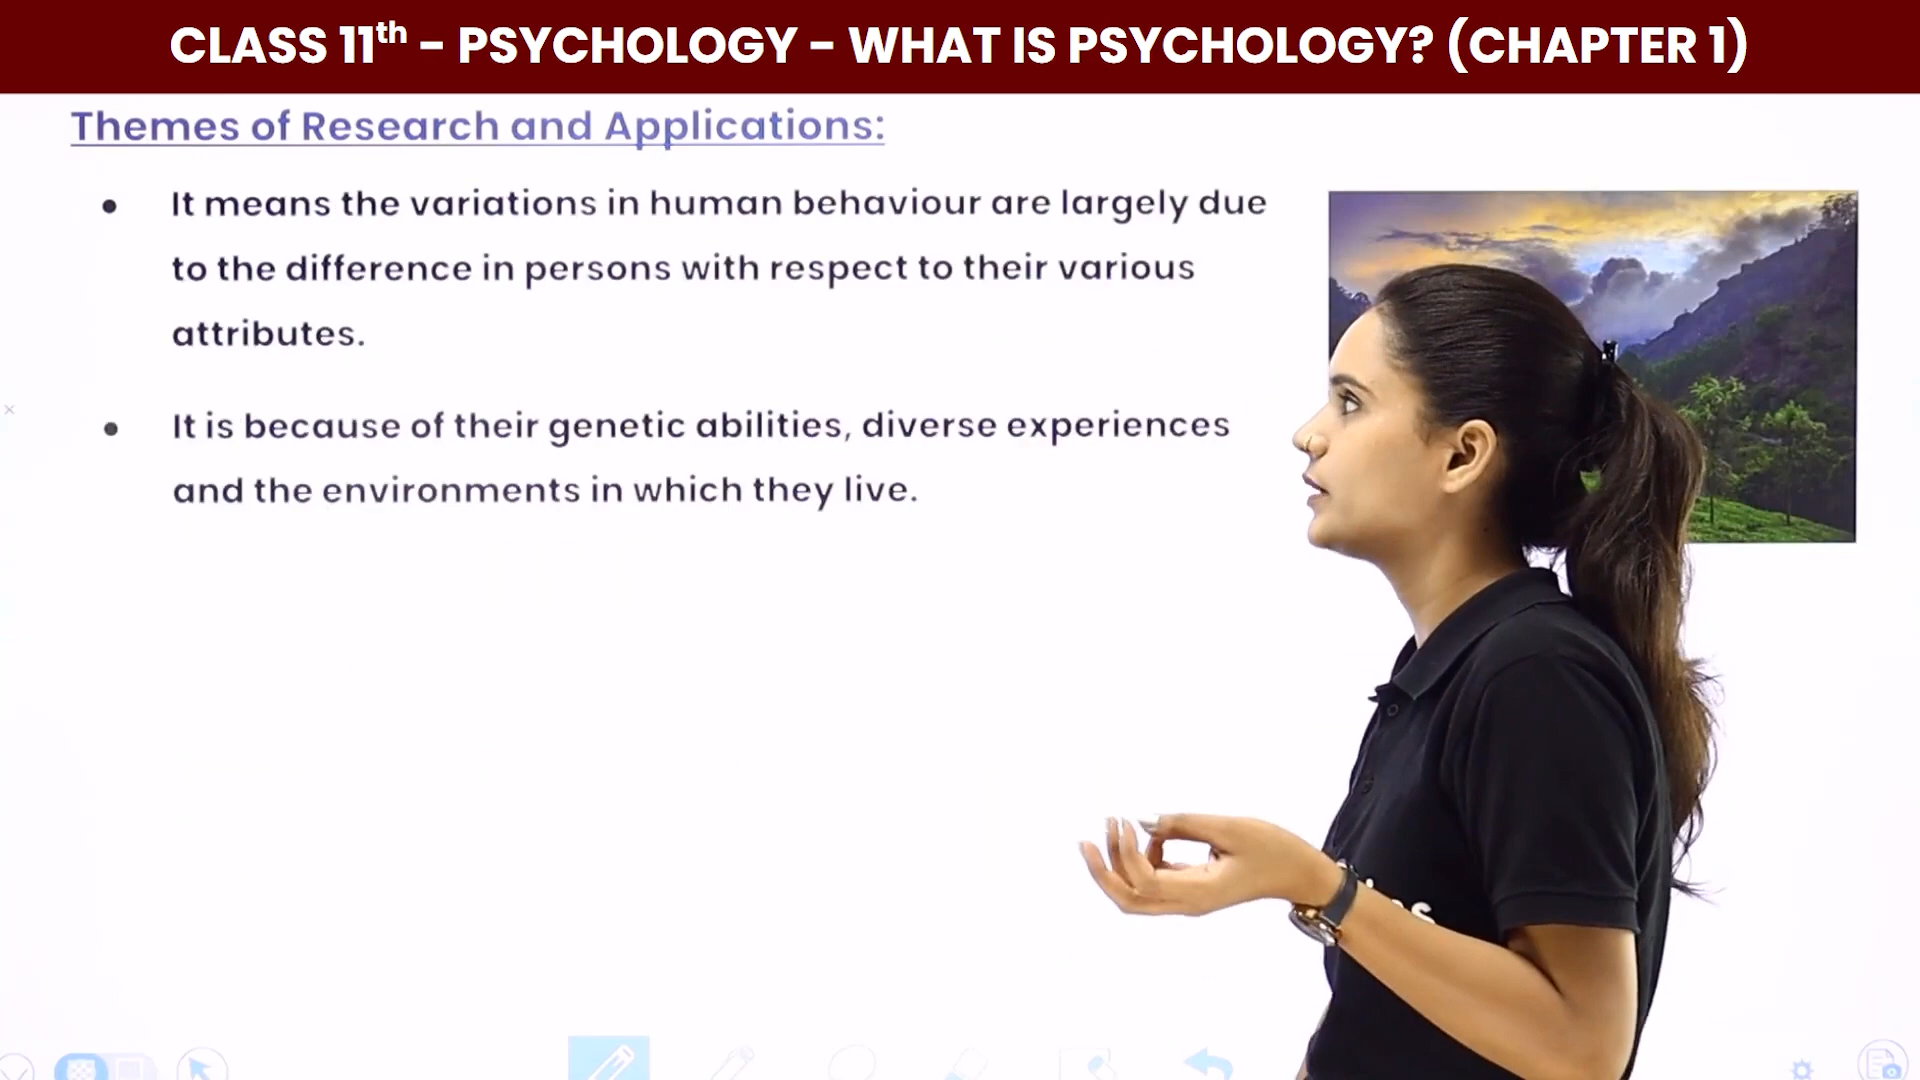 CLASS 11th – PSYCHOLOGY – WHAT IS PSYCHOLOGY? (CHAPTER 1)
Themes of Research and Applications:
• It means the variations in human behaviour are largely due
to the difference in persons with respect to their various
attributes.
• It is because of their genetic abilities, diverse experiences
and the environments in which they live.